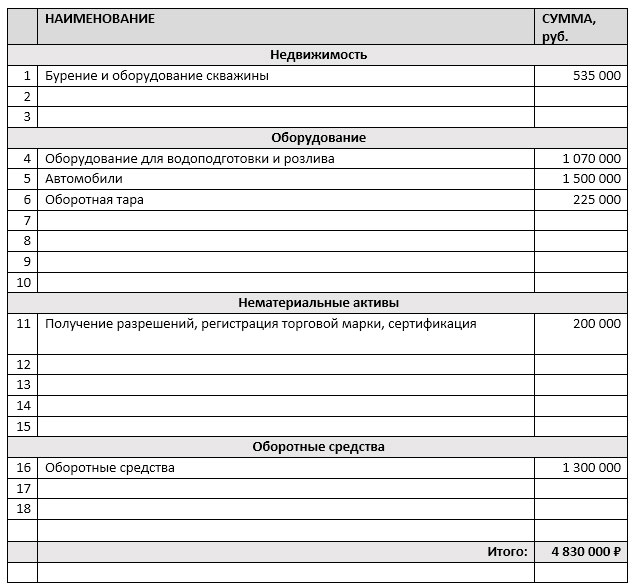 НАИМЕНОВАНИЕ СУММА, руб.
Недвижимость
1 Бурение и оборудование скважины 535 000
2
3
Оборудование
4 Оборудование для водоподготовки и розлива 1 070 000
5 Автомобили 1 500 000
6 Оборотная тара 225 000
7
8
9
10
Нематериальные активы
11 Получение разрешений, регистрация торговой марки, сертификация 200 000
12
13
14
15
Оборотные средства
16 Оборотные средства 1 300 000
17
18
Итого: 4 830 000 ₽